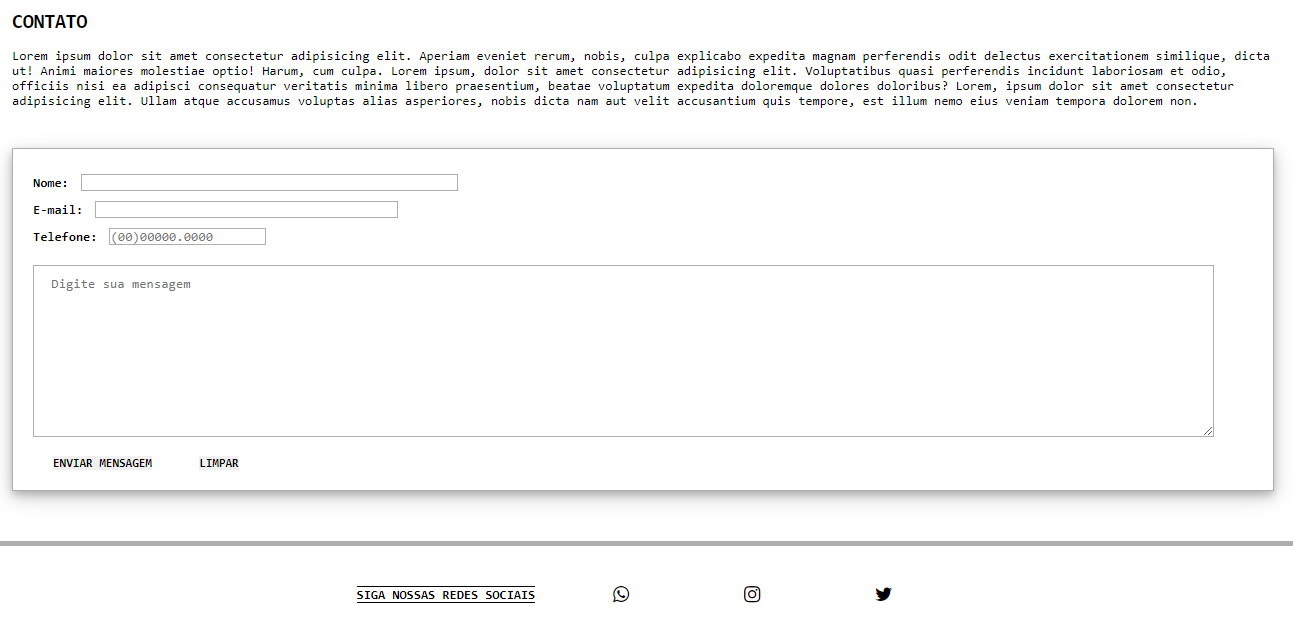 CONTATO
Lorem ipsum dolor sit amet consectetur adipisicing elit. Aperiam eveniet rerum, nobis, culpa explicabo expedita magnam perferendis odit delectus exercitationem similique, dicta
ut! Animi maiores molestiae optio! Harum, cum culpa. Lorem ipsum, dolor sit amet consectetur adipisicing elit. Voluptatibus quasi perferendis incidunt laboriosam et odio,
officiis nisi ea adipisci consequatur veritatis minima libero praesentium, beatae voluptatum expedita doloremque dolores doloribus? Lorem, ipsum dolor sit amet consectetur
adipisicing elit. Ullam atque accusamus voluptas alias asperiores, nobis dicta nam aut velit accusantium quis tempore, est illum nemo eius veniam tempora dolorem non.
Nome:
E-mail:
Telefone: (00)00000.0000
Digite sua mensagem
ENVIAR MENSAGEM LIMPAR
SIGA NOSSAS REDES SOCIAIS